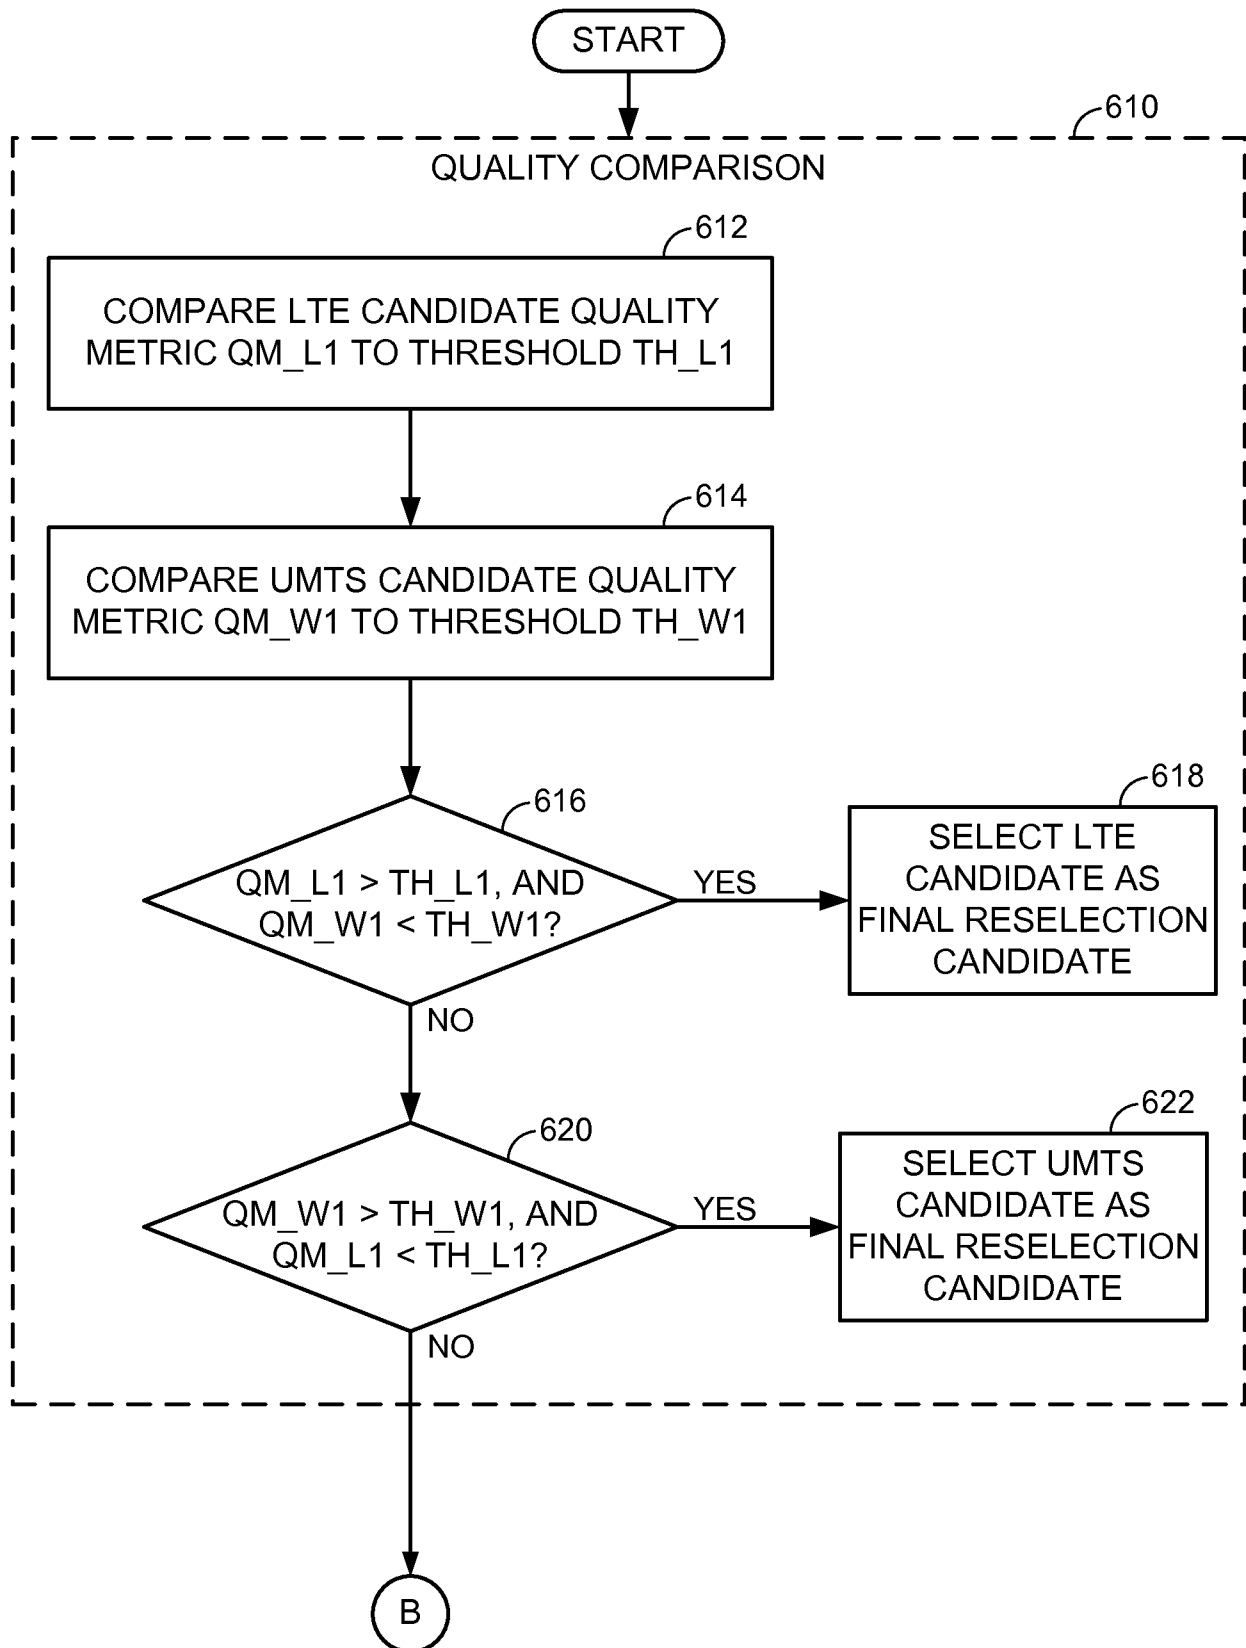 START
610
QUALITY COMPARISON
612
COMPARE LTE CANDIDATE QUALITY
METRIC QM_L1 TO THRESHOLD TH_L1
614
COMPARE UMTS CANDIDATE QUALITY
METRIC QM_W1 TO THRESHOLD TH_W1
616
QM_L1 > TH_L1, AND
QM_W1 < TH_W1?
YES
618
SELECT LTE
CANDIDATE AS
FINAL RESELECTION
CANDIDATE
NO
620
QM_W1 > TH_W1, AND
QM_L1 < TH_L1?
YES
622
SELECT UMTS
CANDIDATE AS
FINAL RESELECTION
CANDIDATE
NO
B